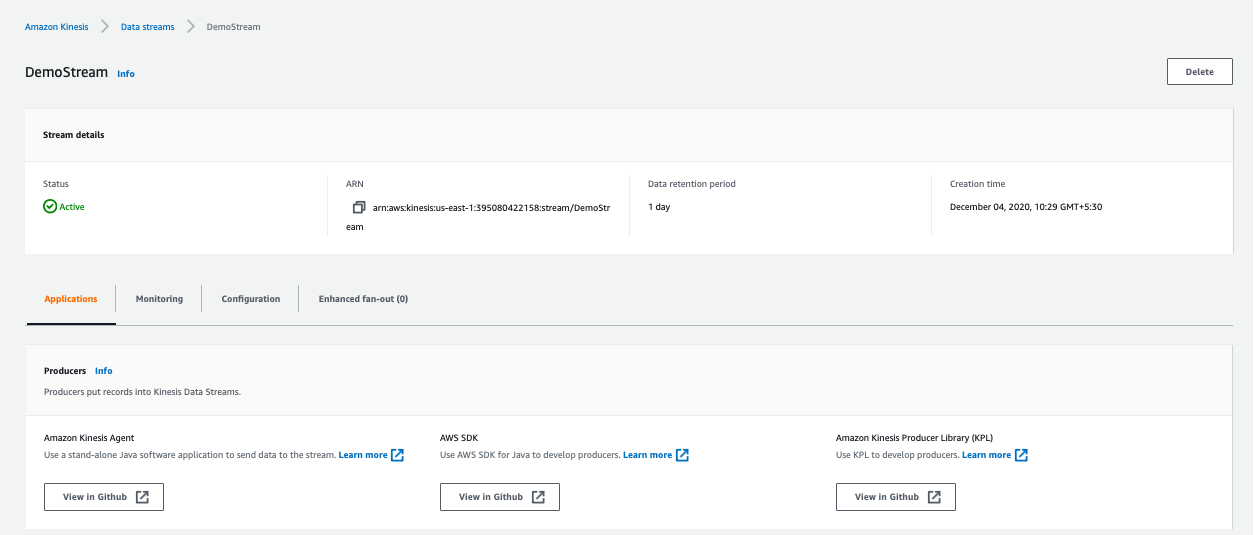 Amazon Kinesis Data streams DemoStream
DemoStream Info
Delete
Stream details
Status
Active
ARN
arn:aws:kinesis:us-east-1:395080422158:stream/DemoStr
eam
Data retention period
1 day
Creation time
December 04, 2020, 10:29 GMT+5:30
Applications Monitoring Configuration Enhanced fan-out (0)
Producers Info
Producers put records into Kinesis Data Streams.
Amazon Kinesis Agent
Use a stand-alone Java software application to send data to the stream. Learn more
View in Github
AWS SDK
Use AWS SDK for Java to develop producers. Learn more
View in Github
Amazon Kinesis Producer Library (KPL)
Use KPL to develop producers. Learn more
View in Github